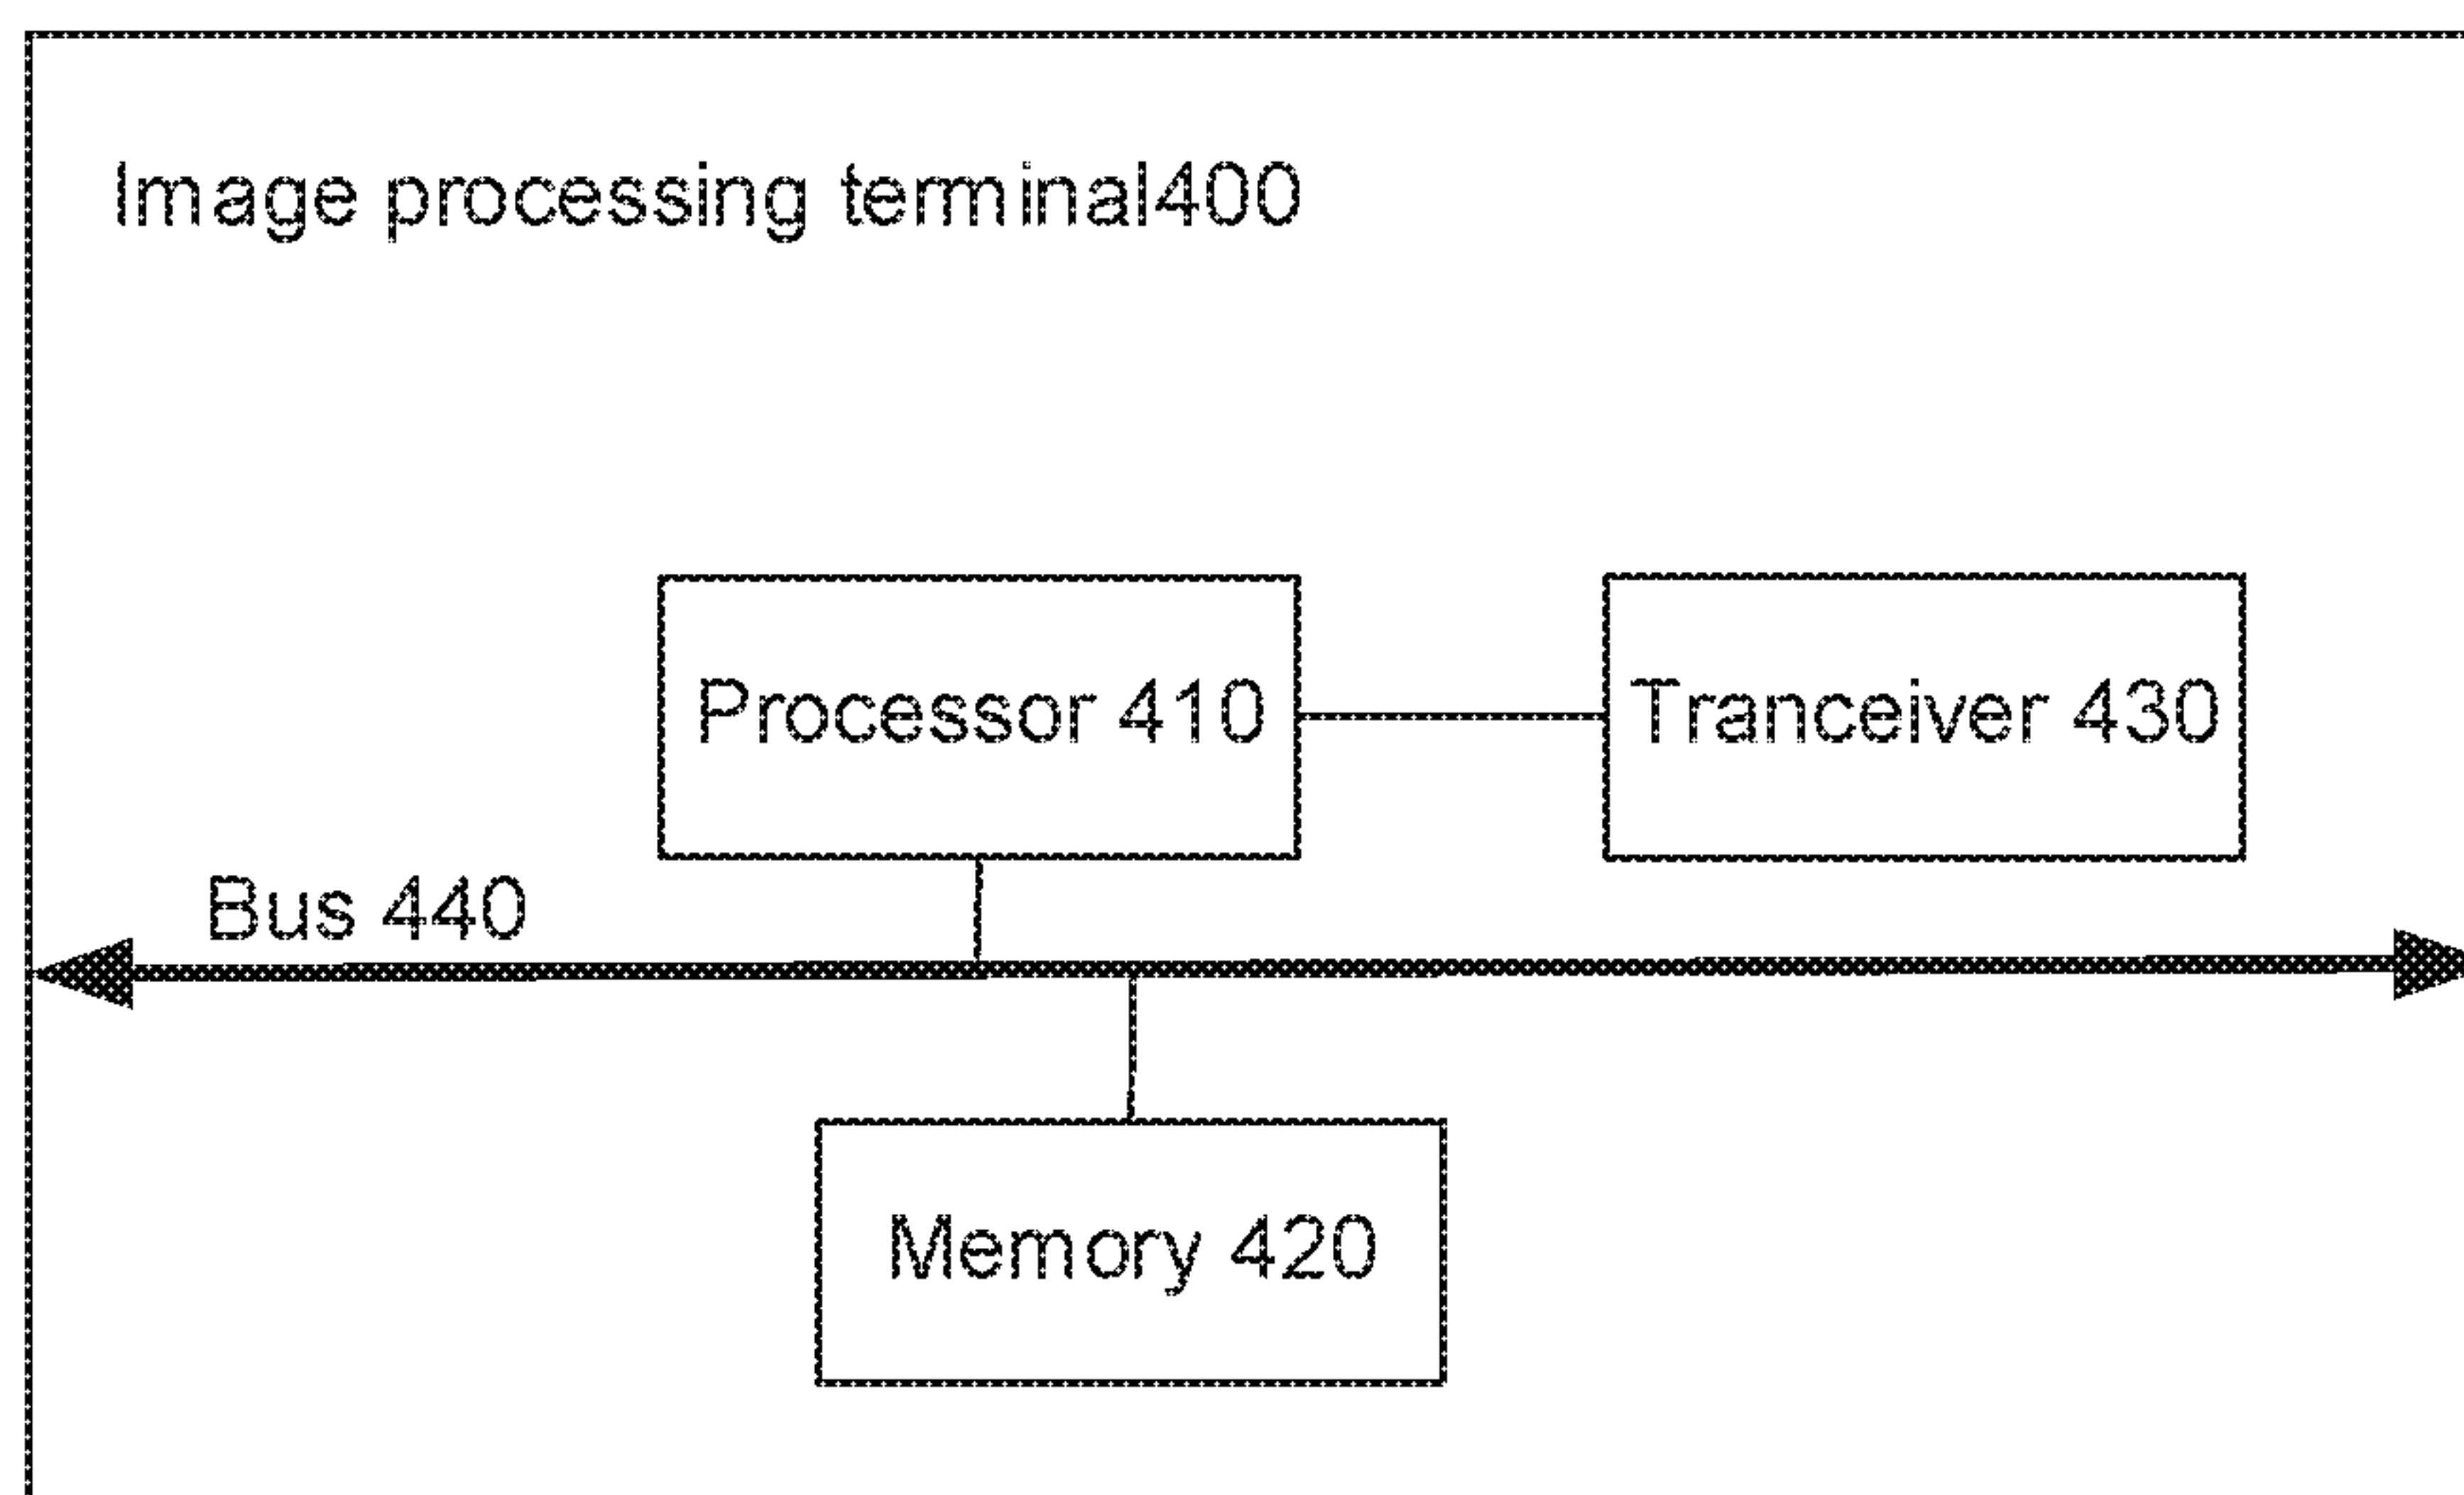 Image processing terminal400
Processor 410
Tranceiver 430
Bus 440
Memory 420